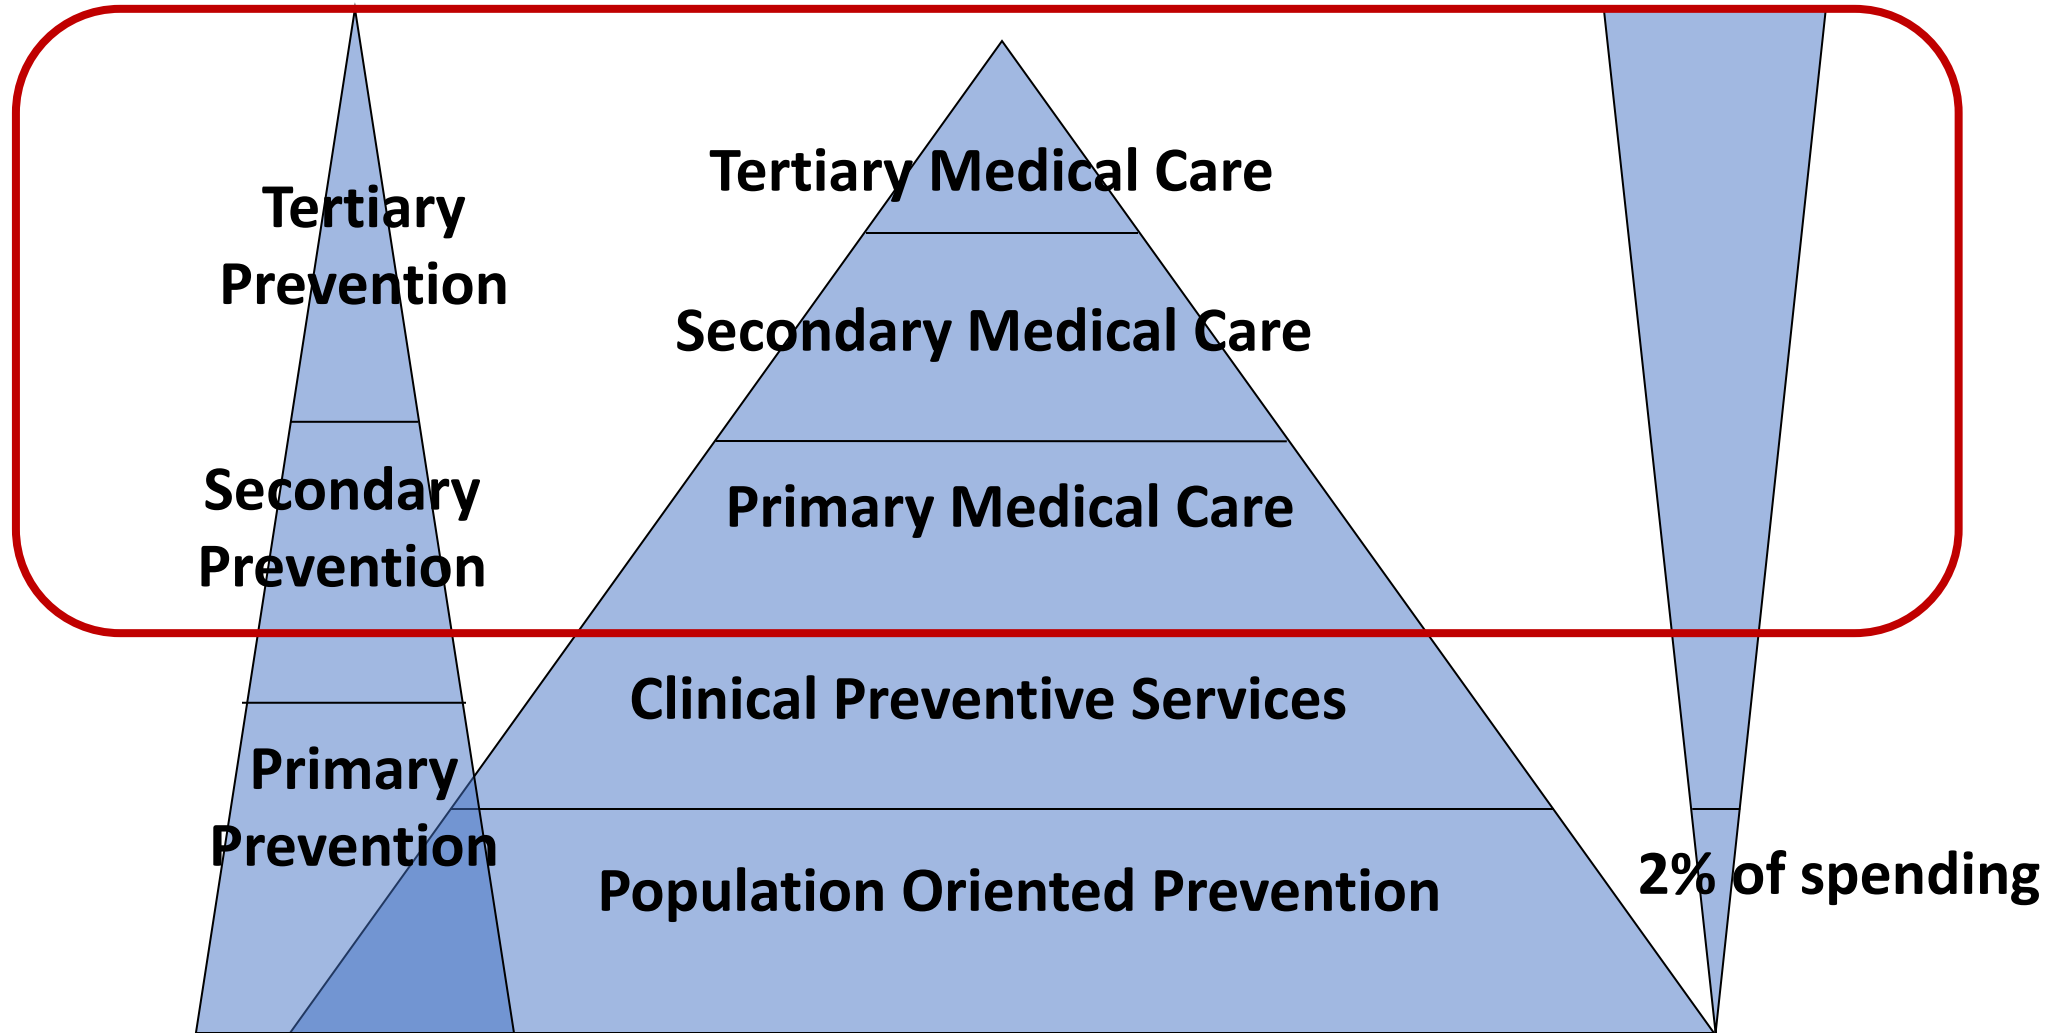 Tertiary
Prevention
Secondary
Prevention
Primary
Prevention
Tertiary Medical Care
Secondary Medical Care
Primary Medical Care
Clinical Preventive Services
Population Oriented Prevention
2% of spending